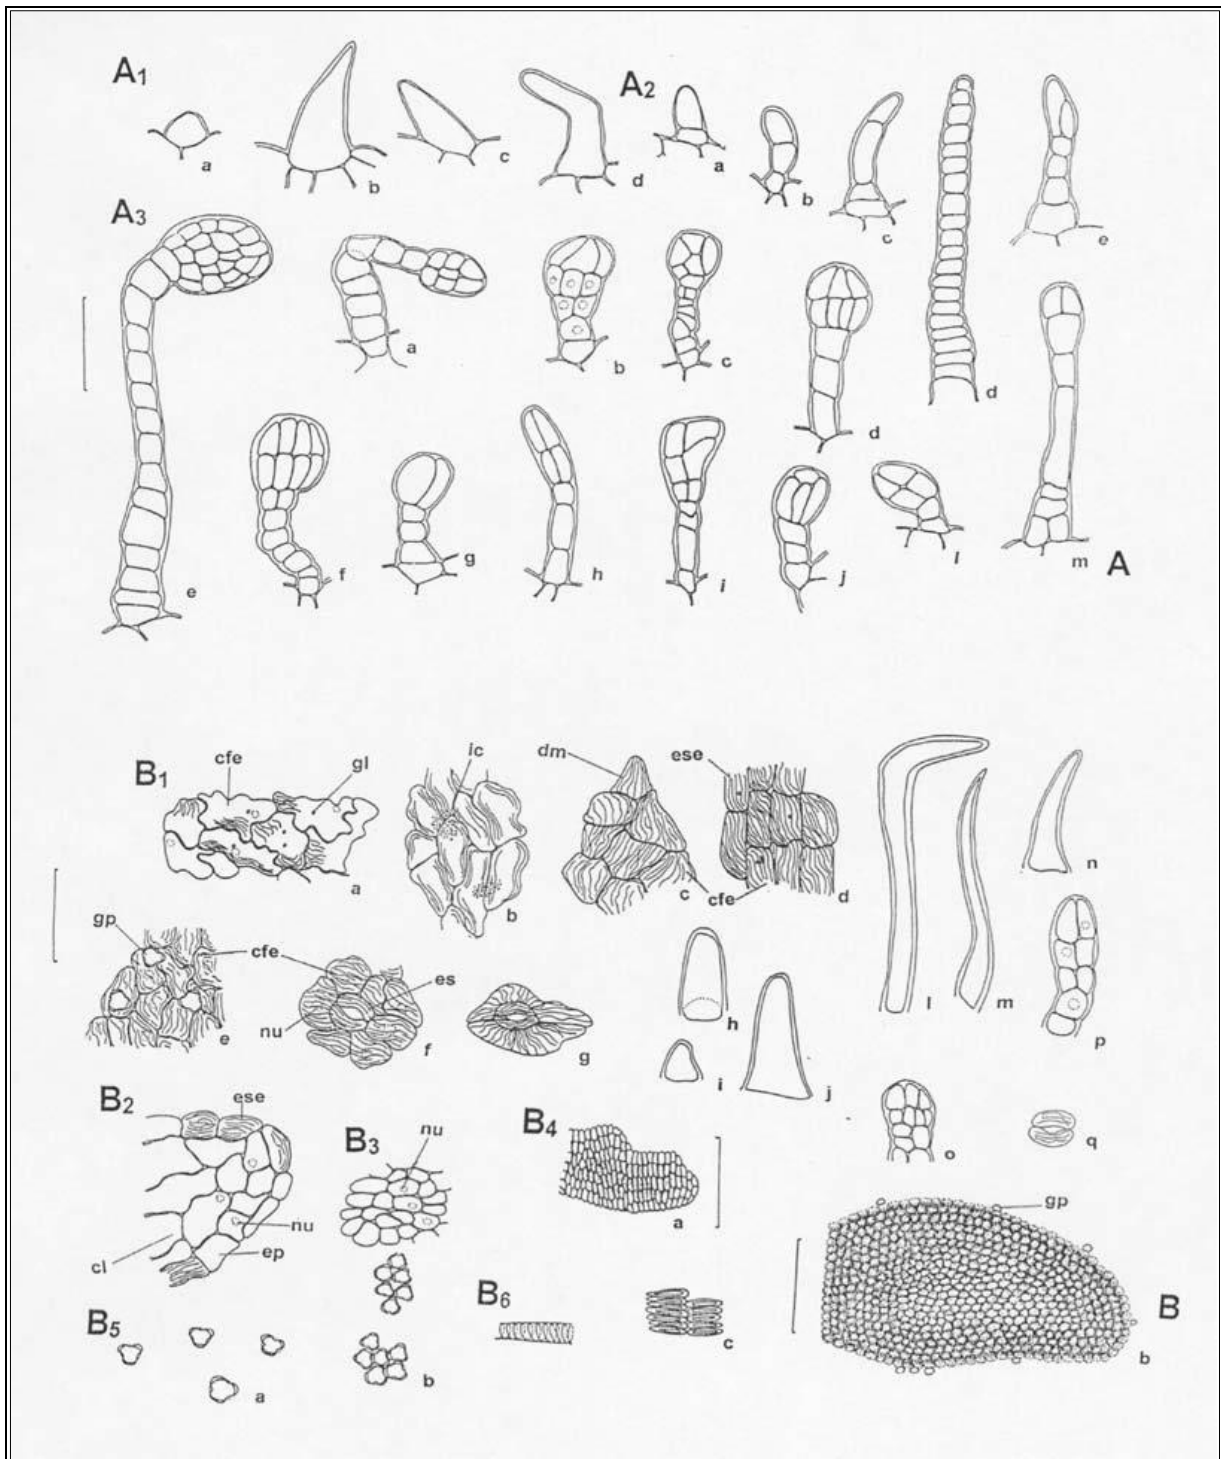 A1 A2
a b c d a b c d e
A3
a b c d
e f g h i j l m A
B1 cfe gl ic dm ese
a b c cfe d n
gp cfe es
nu
e f g h l m p
i j
B2 ese B3 nu B4 o q
nu a gp
cl ep
B5 B6 c B
a b b